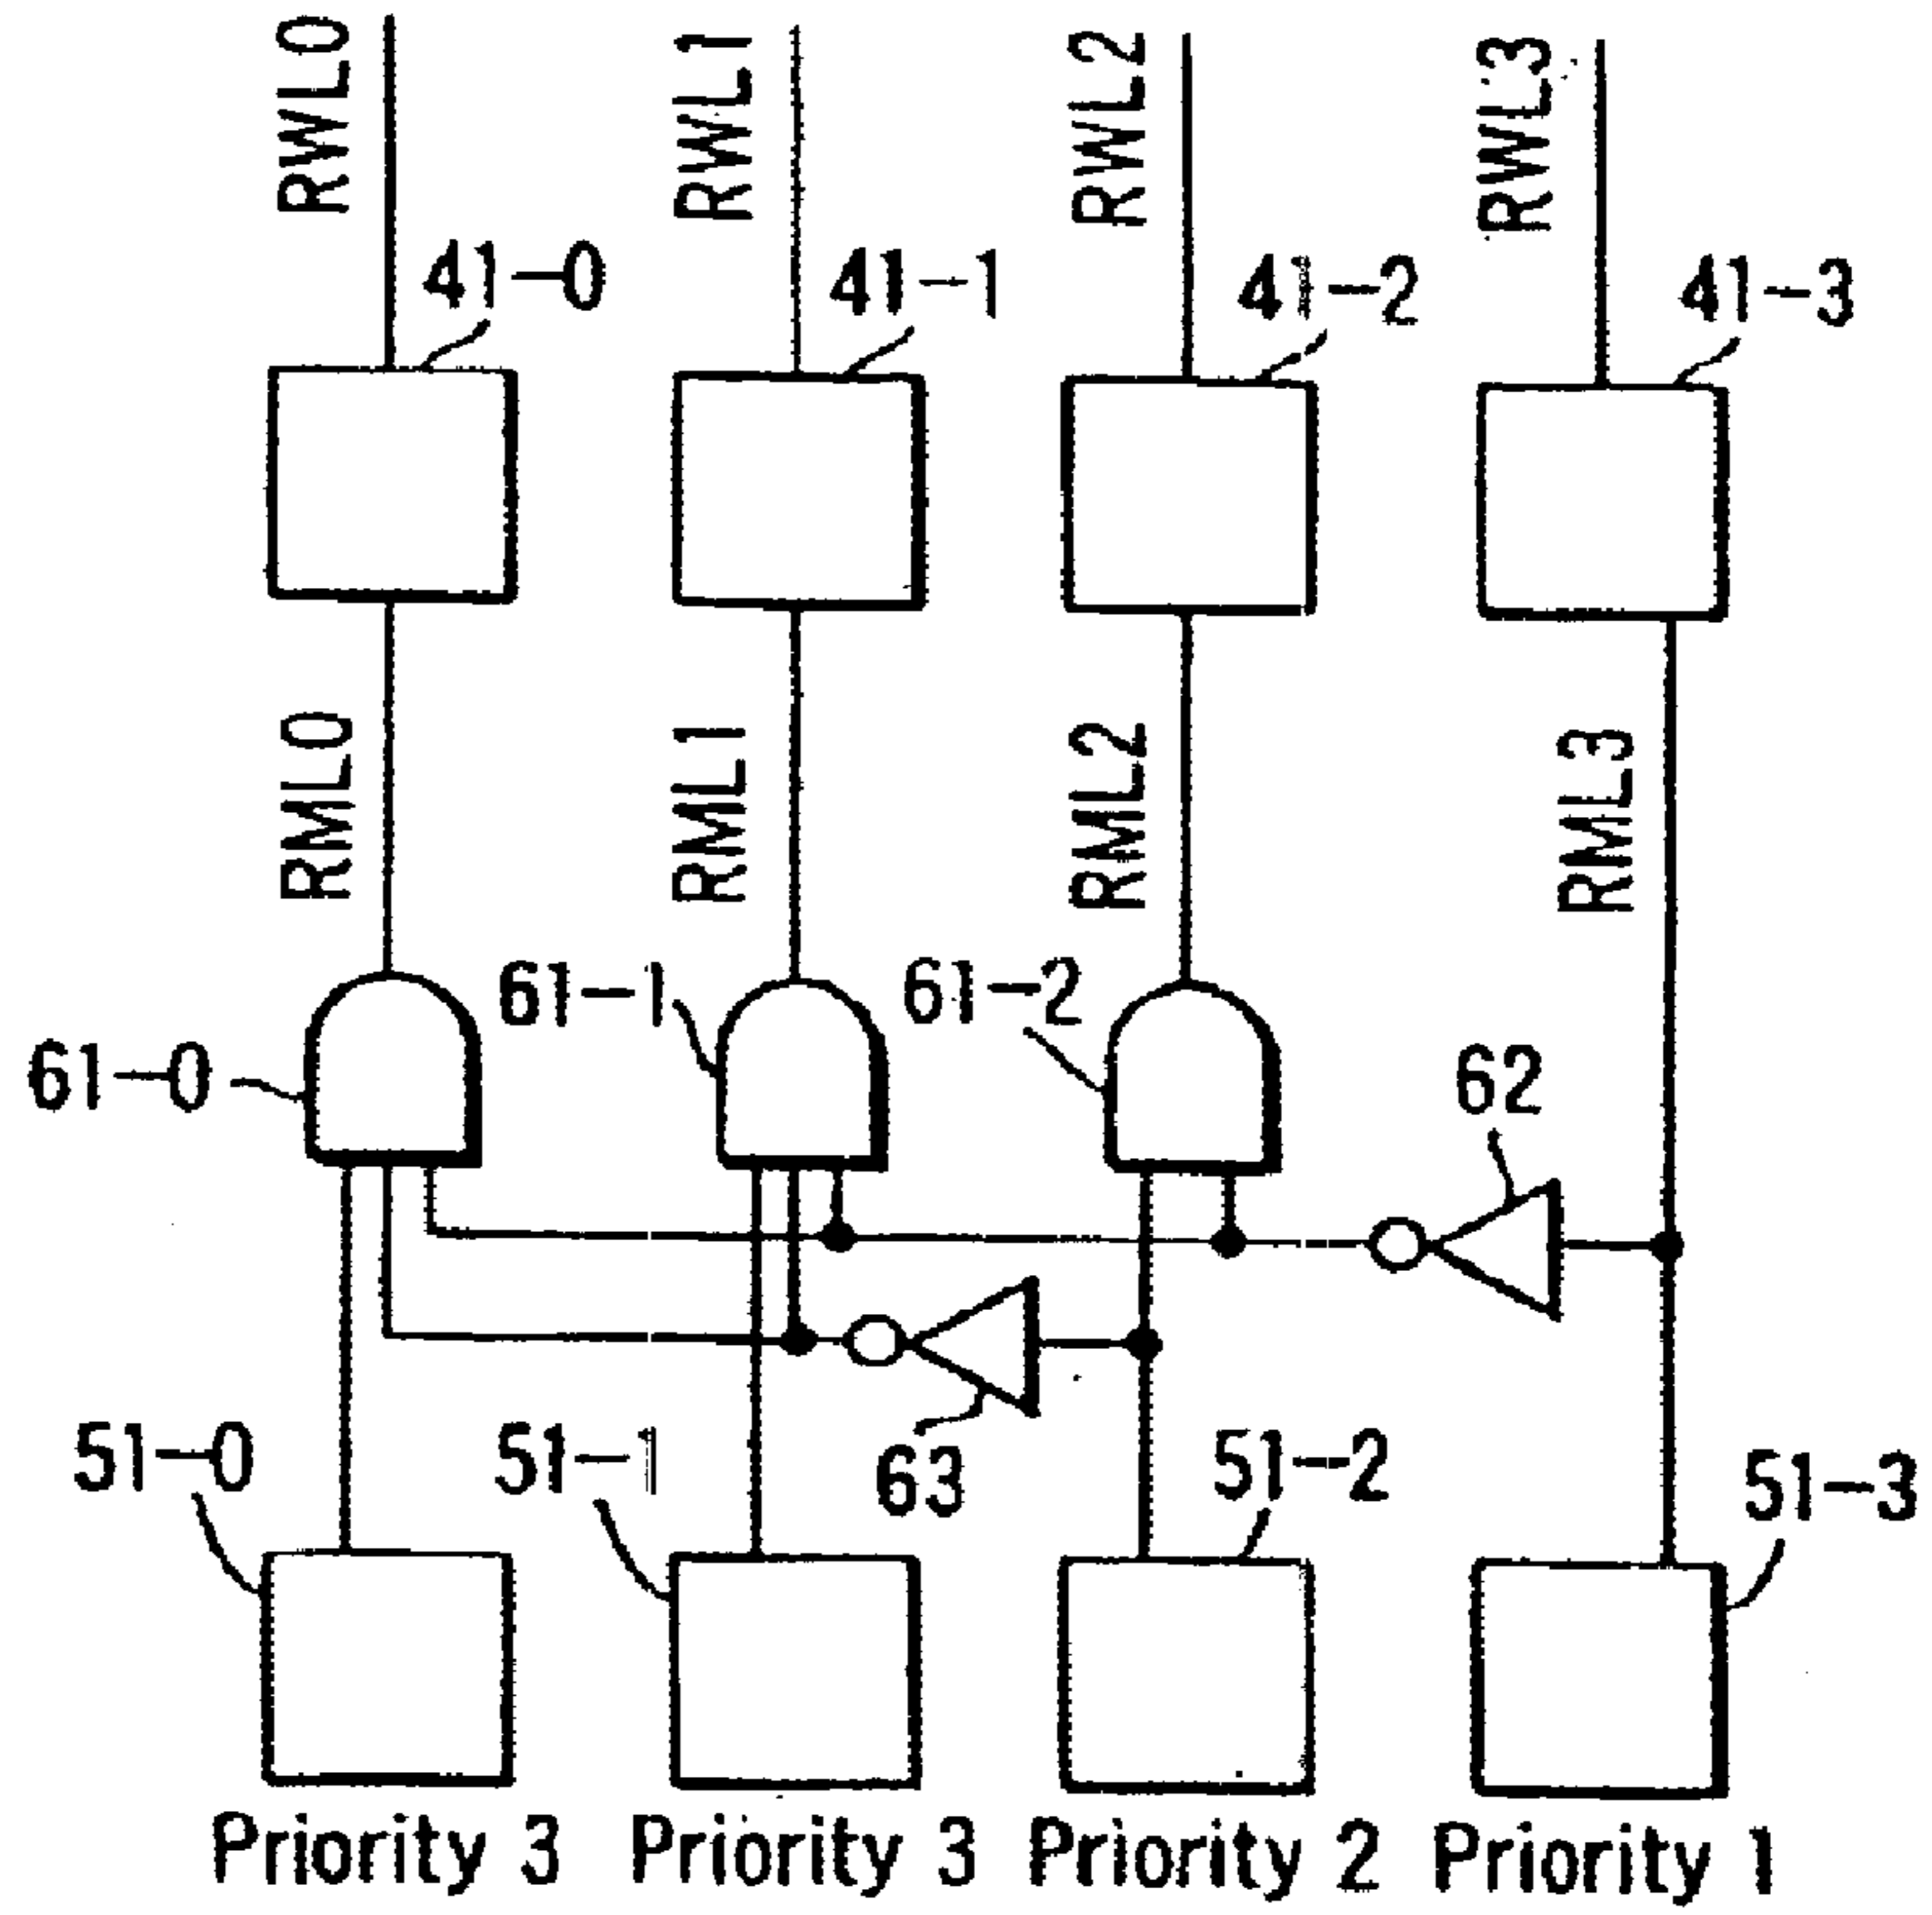 RWL0
RWL1
RWL2
RWL3
41-0
41-1
41-2
41-3
RML0
RML1
RML2
RML3
61-0
61-1
61-2
62
63
51-0
51-1
51-2
51-3
Priority 3
Priority 3
Priority 2
Priority 1